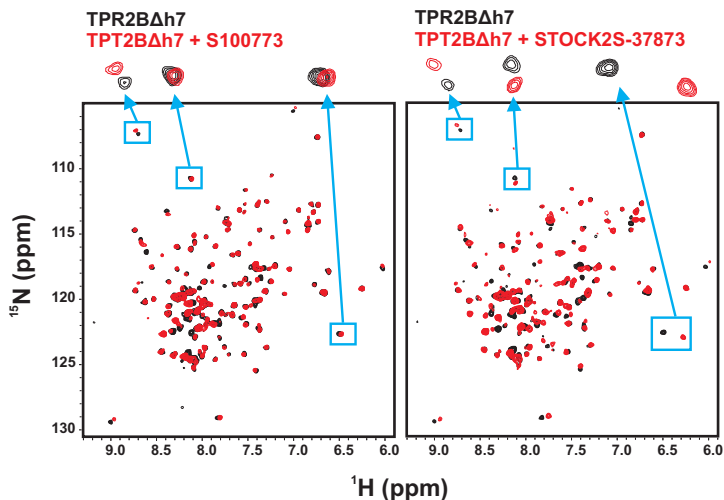 TPR2BΔh7
TPT2BΔh7 + S100773
TPR2BΔh7
TPT2BΔh7 + STOCK2S-37873
110
115
120
125
130
¹⁵N (ppm)
9.0 8.5 8.0 7.5 7.0 6.5 6.0
9.0 8.5 8.0 7.5 7.0 6.5 6.0
¹H (ppm)